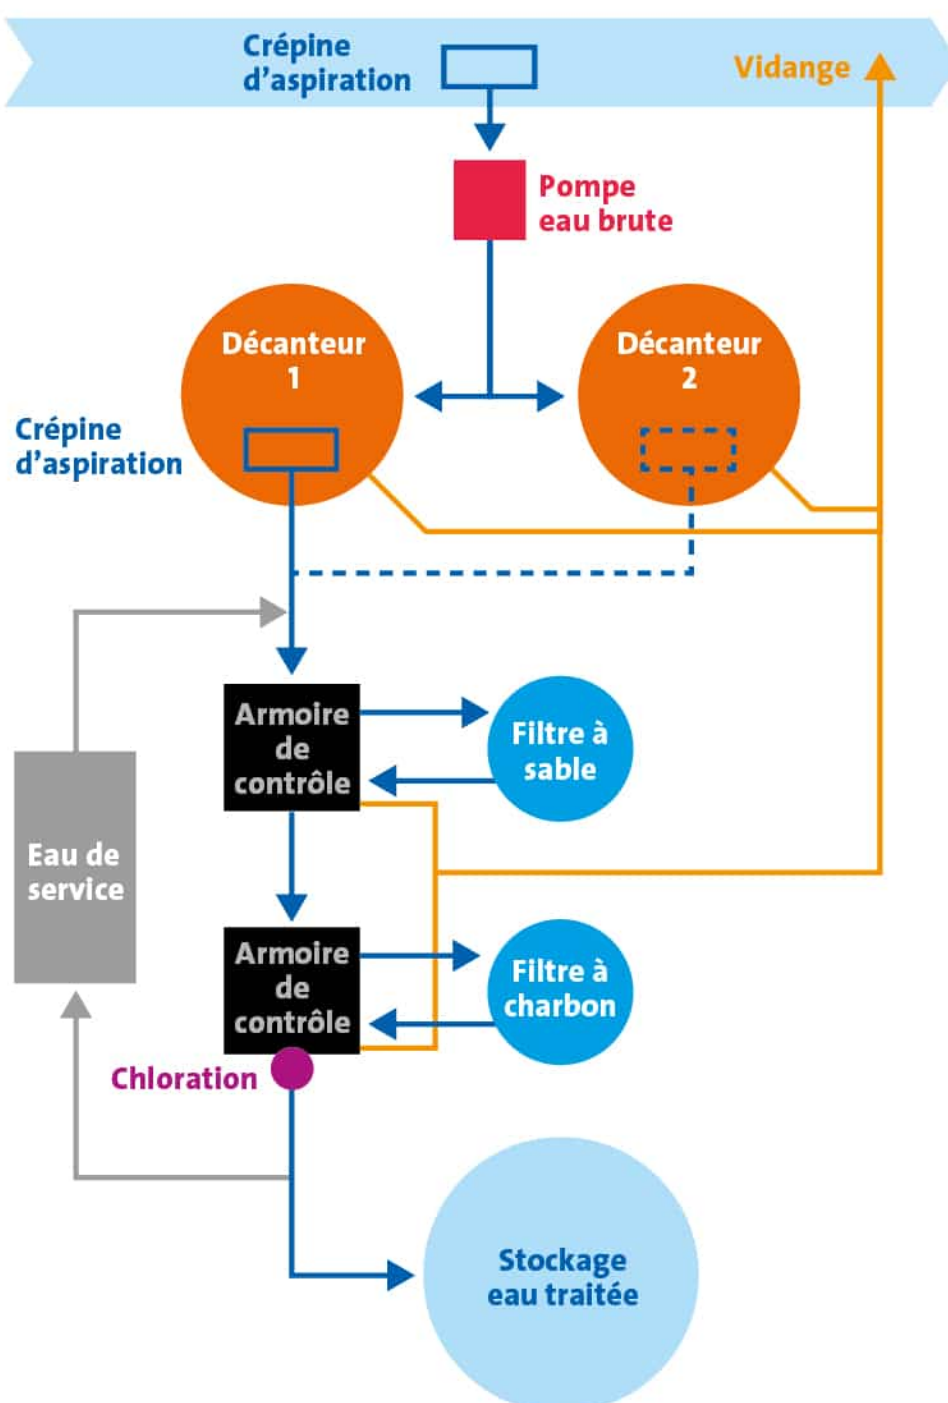 Crépine
d'aspiration
Vidange
Pompe
eau brute
Décanteur
1
Décanteur
2
Crépine
d'aspiration
Armoire
de
contrôle
Filtre à
sable
Eau de
service
Armoire
de
contrôle
Filtre à
charbon
Chloration
Stockage
eau traitée